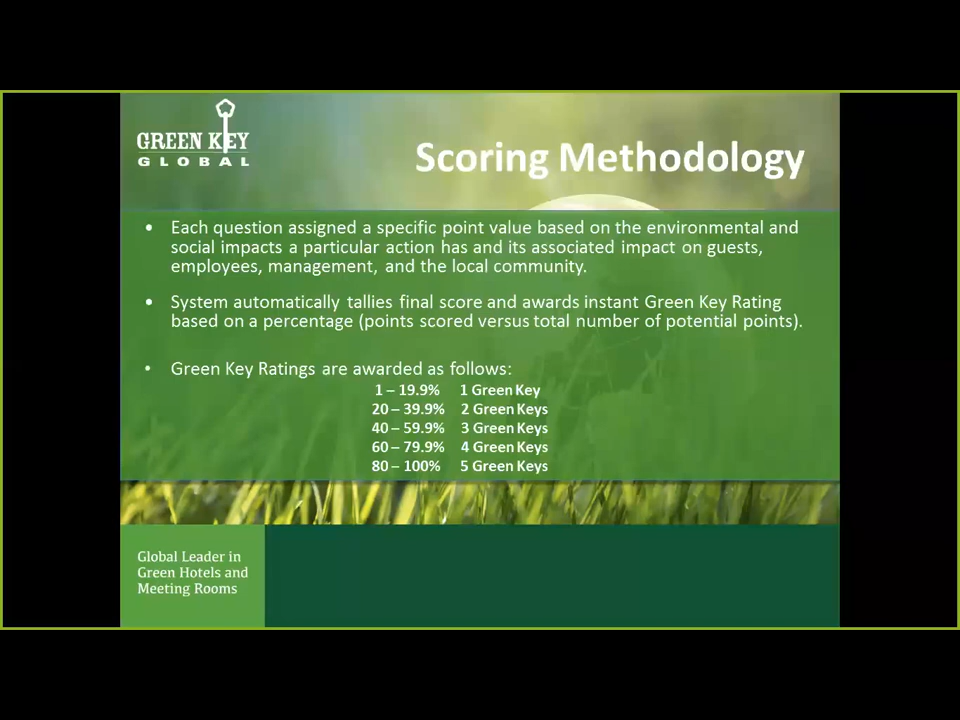 GREEN KEY
GLOBAL
Scoring Methodology
• Each question assigned a specific point value based on the environmental and
social impacts a particular action has and its associated impact on guests,
employees, management, and the local community.
• System automatically tallies final score and awards instant Green Key Rating
based on a percentage (points scored versus total number of potential points).
• Green Key Ratings are awarded as follows:
1 – 19.9% 1 Green Key
20 – 39.9% 2 Green Keys
40 – 59.9% 3 Green Keys
60 – 79.9% 4 Green Keys
80 – 100% 5 Green Keys
Global Leader in
Green Hotels and
Meeting Rooms